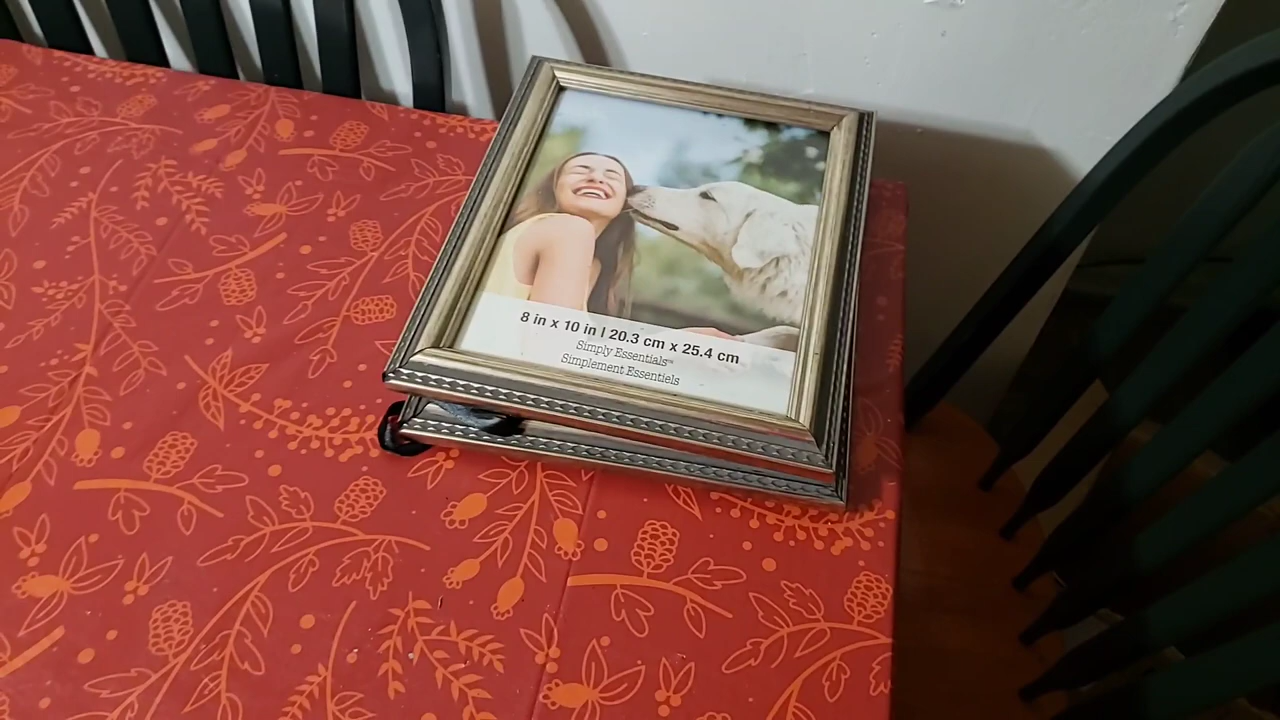 8 in x 10 in | 20.3 cm x 25.4 cm
Simply Essentials™
Simplement Essentiels